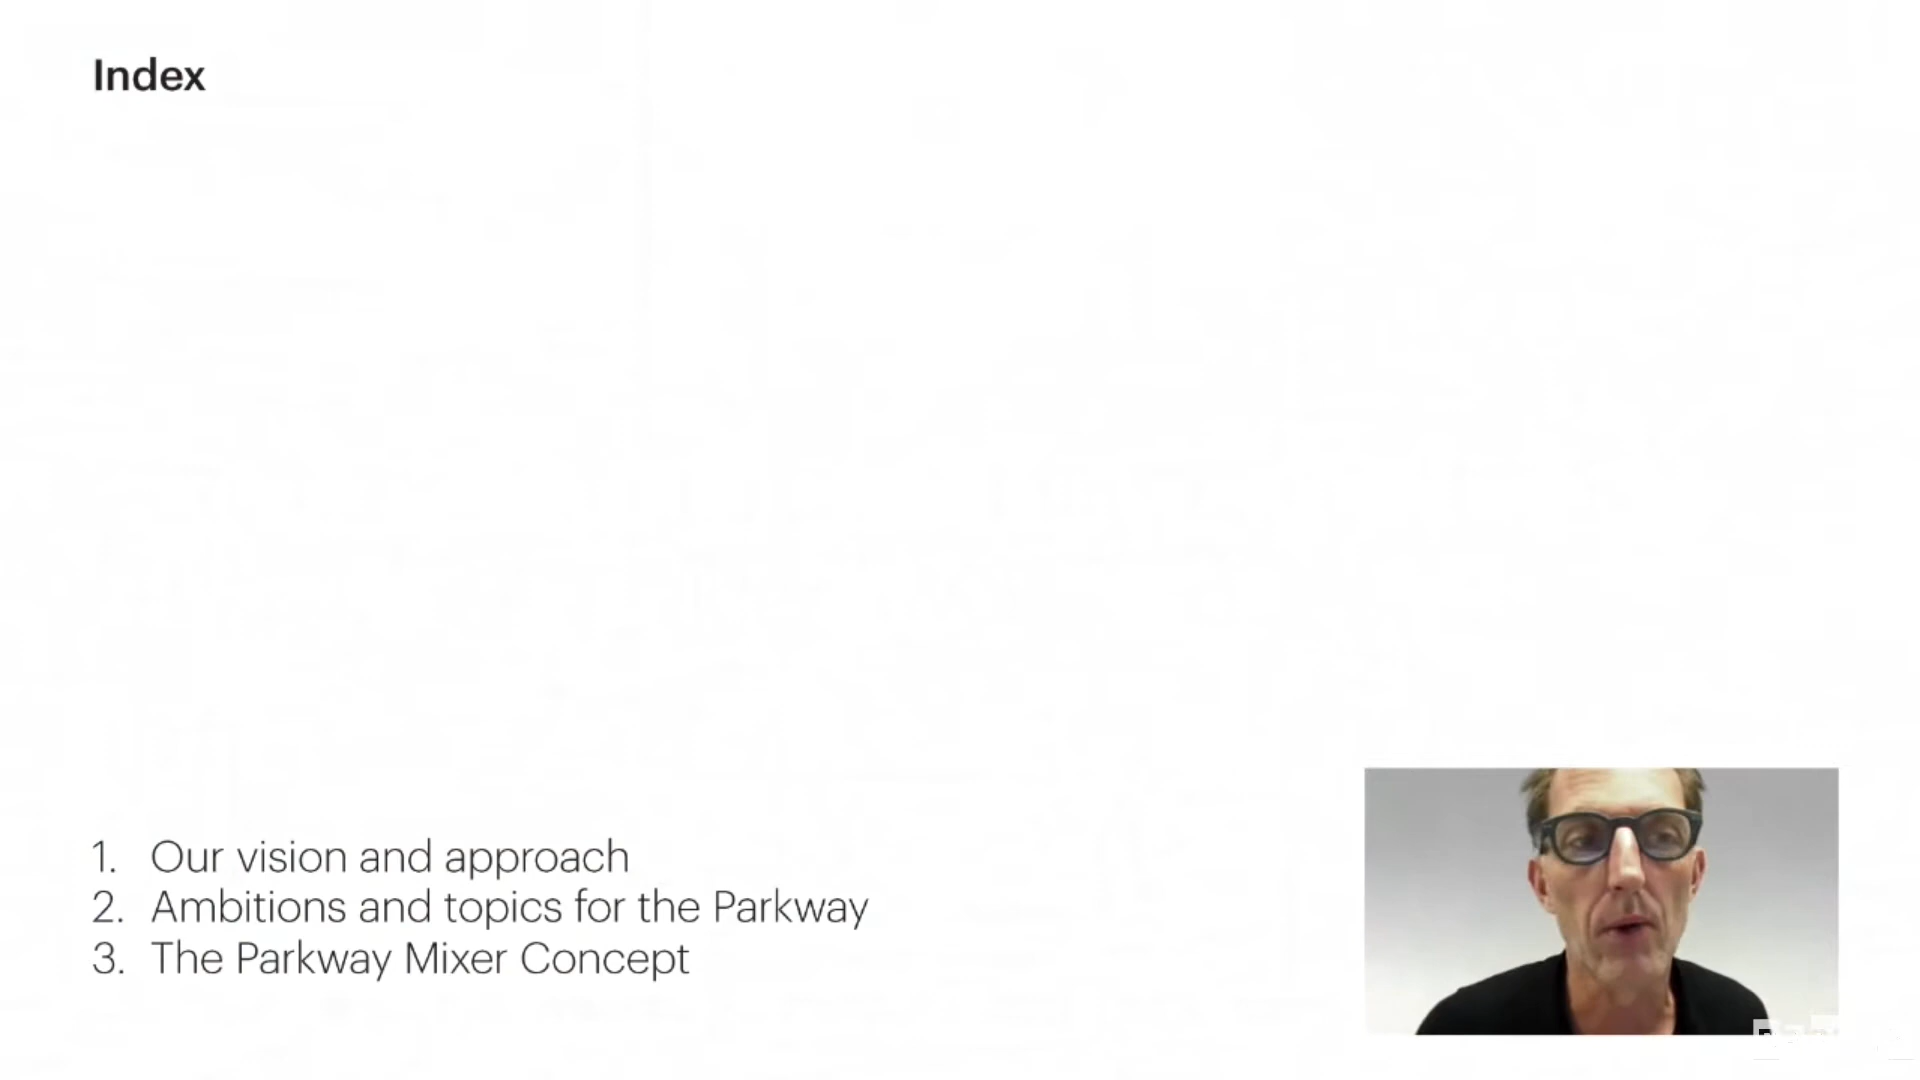 Index
1. Our vision and approach
2. Ambitions and topics for the Parkway
3. The Parkway Mixer Concept